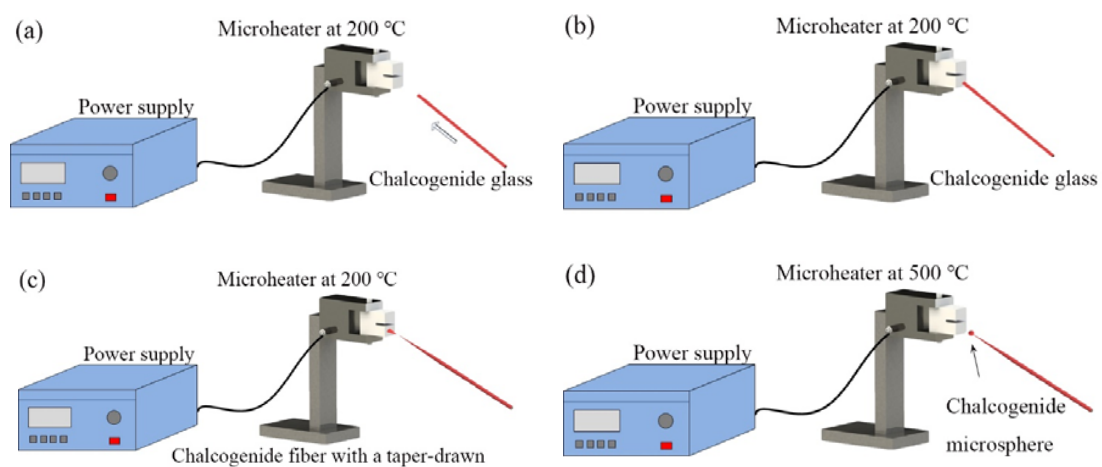 (a)
Microheater at 200 ℃
Power supply
Chalcogenide glass
(b)
Microheater at 200 ℃
Power supply
Chalcogenide glass
(c)
Microheater at 200 ℃
Power supply
Chalcogenide fiber with a taper-drawn
(d)
Microheater at 500 ℃
Power supply
Chalcogenide
microsphere